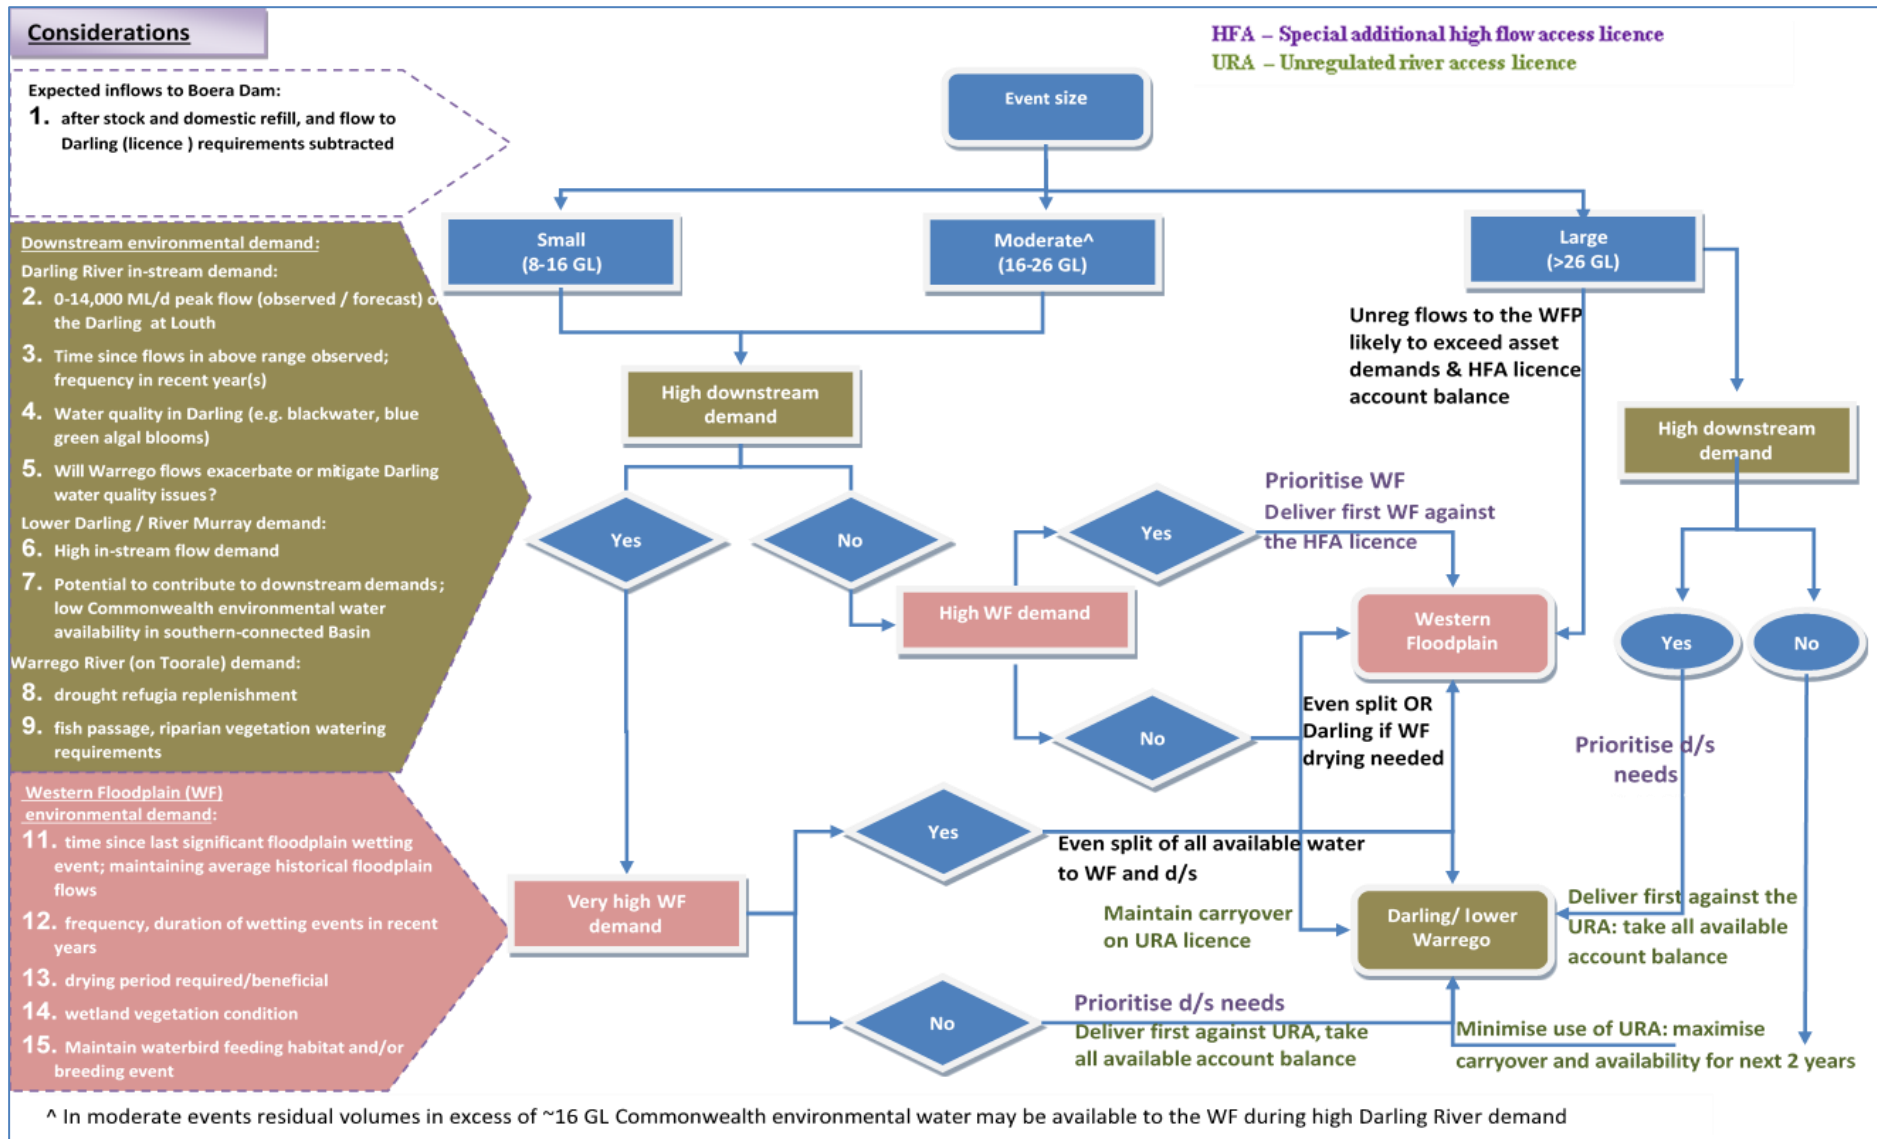 Considerations
HFA – Special additional high flow access licence
URA – Unregulated river access licence
Expected inflows to Boera Dam:
1. after stock and domestic refill, and flow to
Darling (licence ) requirements subtracted
Downstream environmental demand:
Darling River in-stream demand:
2. 0-14,000 ML/d peak flow (observed / forecast)
the Darling at Louth
3. Time since flows in above range observed;
frequency in recent year(s)
4. Water quality in Darling (e.g. blackwater, blue
green algal blooms)
5. Will Warrego flows exacerbate or mitigate Darling
water quality issues?
Lower Darling / River Murray demand:
6. High in-stream flow demand
7. Potential to contribute to downstream demands;
low Commonwealth environmental water
availability in southern-connected Basin
Warrego River (on Toorale) demand:
8. drought refugia replenishment
9. fish passage, riparian vegetation watering
requirements
Western Floodplain (WF)
environmental demand:
11. time since last significant floodplain wetting
event; maintaining average historical floodplain
flows
12. frequency, duration of wetting events in recent
years
13. drying period required/beneficial
14. wetland vegetation condition
15. Maintain waterbird feeding habitat and/or
breeding event
Event size
Small
(8-16 GL)
Moderate^
(16-26 GL)
Large
(>26 GL)
Unreg flows to the WFP
likely to exceed asset
demands & HFA licence
account balance
High downstream
demand
High downstream
demand
Yes
No
Yes
Prioritise WF
Deliver first WF against
the HFA licence
High WF demand
Western
Floodplain
Yes
No
No
Even split OR
Darling if WF
drying needed
Prioritise d/s
needs
Yes
Even split of all available water
to WF and d/s
Very high WF
demand
Maintain carryover
on URA licence
Darling/ lower
Warrego
Deliver first against the
URA: take all available
account balance
No
Prioritise d/s needs
Deliver first against URA, take
all available account balance
Minimise use of URA: maximise
carryover and availability for next 2 years
^ In moderate events residual volumes in excess of ~16 GL Commonwealth environmental water may be available to the WF during high Darling River demand